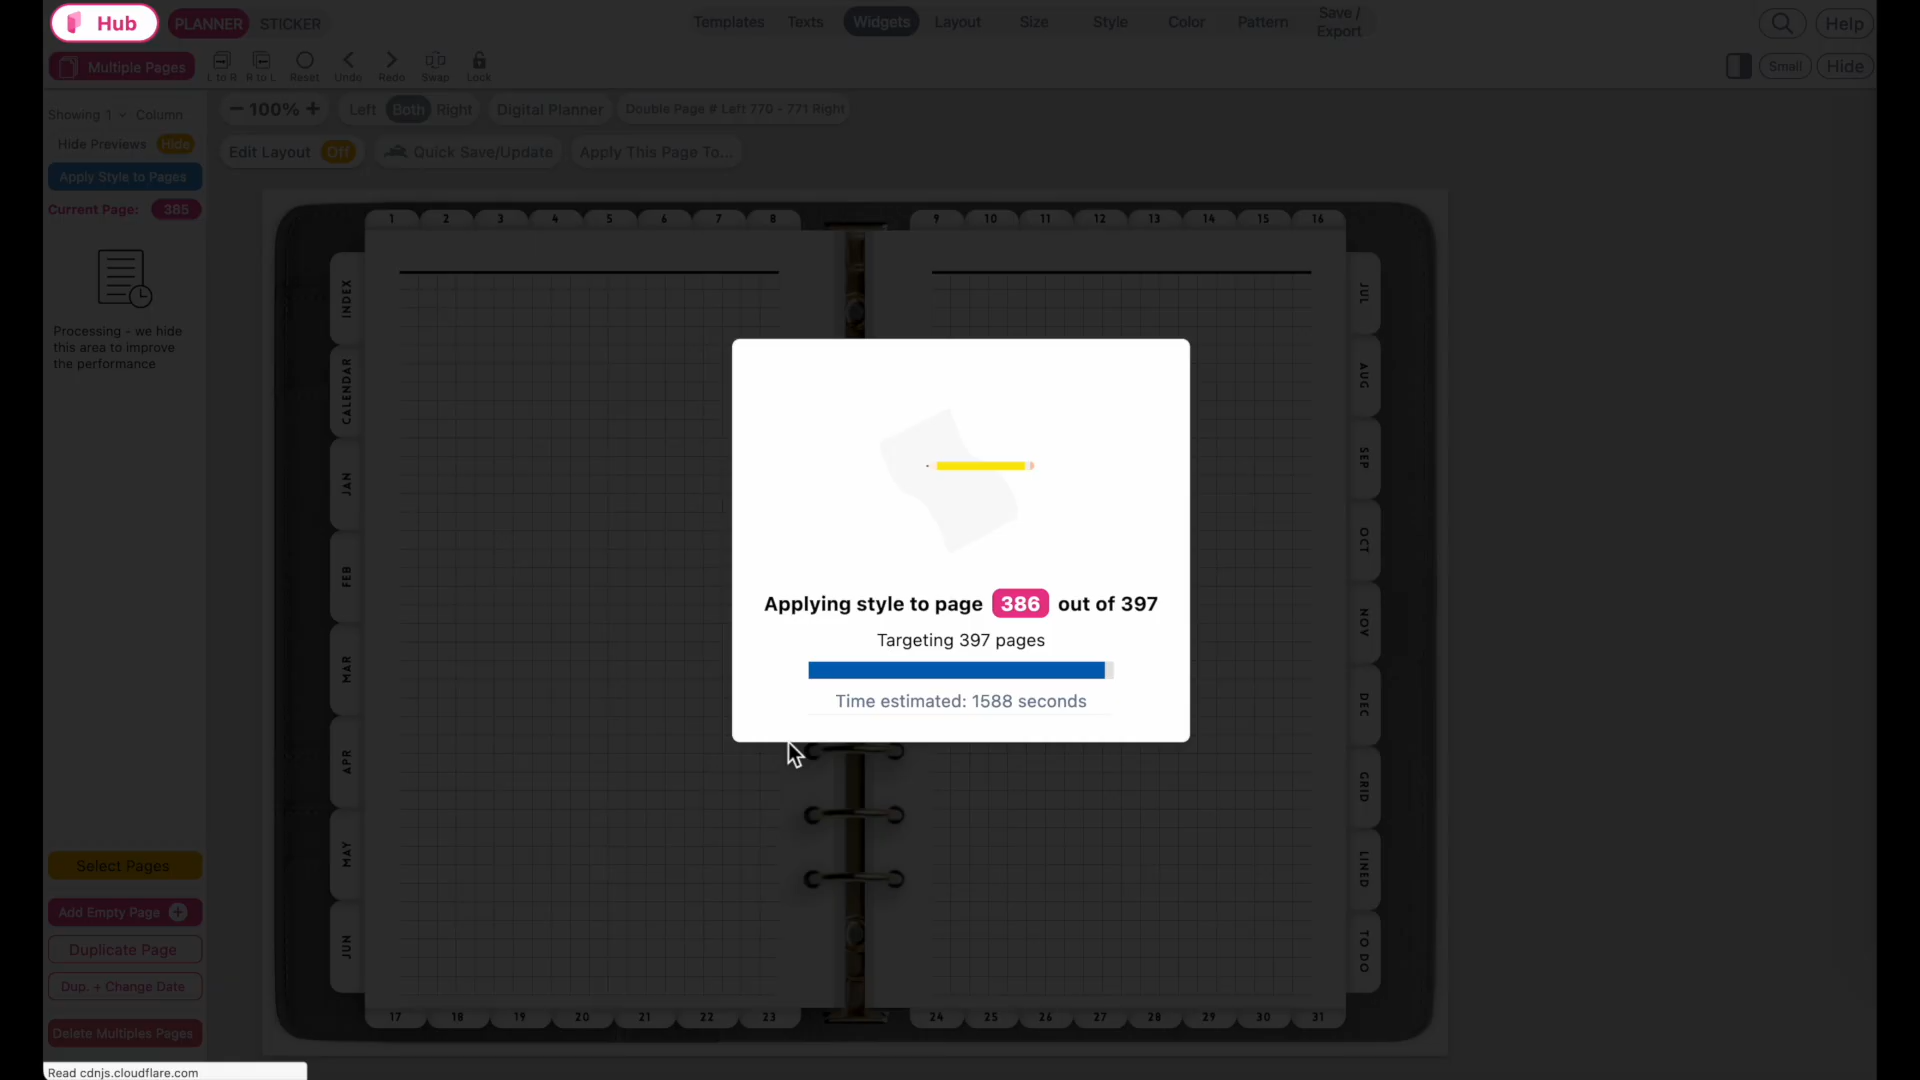 Hub PLANNER STICKER
Templates Texts Widgets Layout Size Style Color Pattern Save / Export
Help
Multiple Pages
L to R R to L Reset Undo Redo Swap Lock
Small Hide
Showing 1 Column
- 100% +
Left Both Right
Digital Planner
Double Page # Left 770 - 771 Right
Hide Previews Hide
Edit Layout Off
Quick Save/Update
Apply This Page To...
Apply Style to Pages
Current Page: 385
1 2 3 4 5 6 7 8
9 10 11 12 13 14 15 16
Processing - we hide
this area to improve
the performance
INDEX
CALENDAR
JAN
FEB
MAR
APR
MAY
JUN
JUL
AUG
SEP
OCT
NOV
DEC
GRID
LINED
TO DO
Applying style to page 386 out of 397
Targeting 397 pages
Time estimated: 1588 seconds
Select Pages
Add Empty Page +
Duplicate Page
Dup. + Change Date
Delete Multiples Pages
17 18 19 20 21 22 23
24 25 26 27 28 29 30 31
Read cdnjs.cloudflare.com